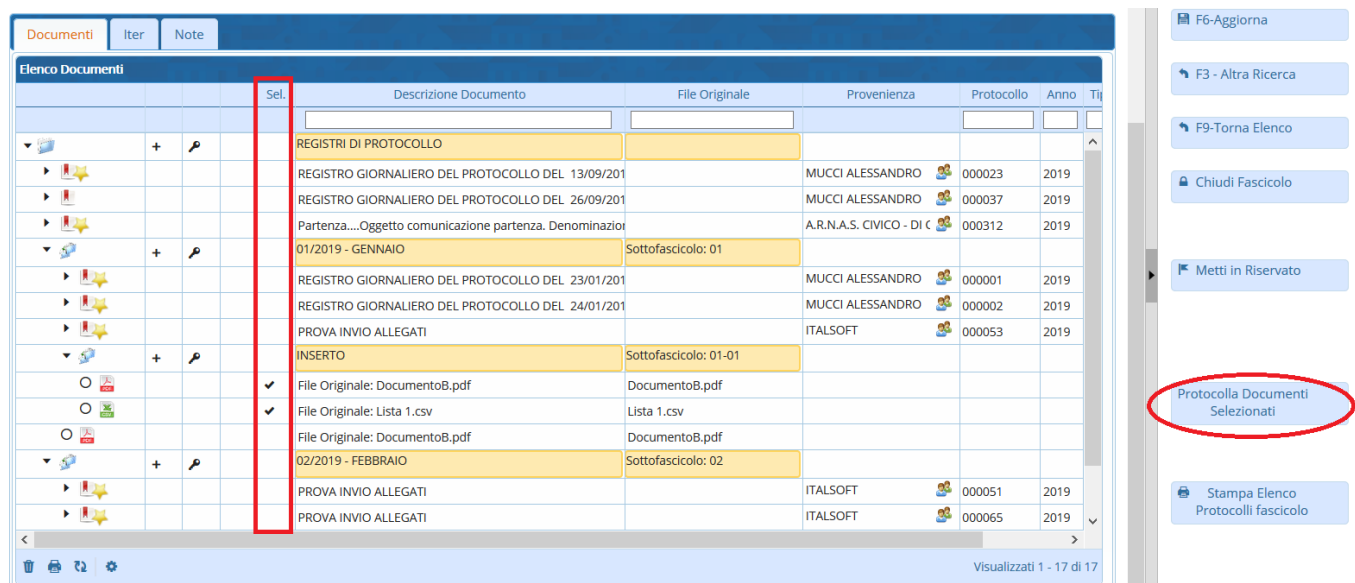 Documenti Iter Note
Elenco Documenti
Sel. Descrizione Documento File Originale Provenienza Protocollo Anno Tip
REGISTRI DI PROTOCOLLO
REGISTRO GIORNALIERO DEL PROTOCOLLO DEL 13/09/201 MUCCI ALESSANDRO 000023 2019
REGISTRO GIORNALIERO DEL PROTOCOLLO DEL 26/09/201 MUCCI ALESSANDRO 000037 2019
Partenza....Oggetto comunicazione partenza. Denominazion A.R.N.A.S. CIVICO - DI C 000312 2019
01/2019 - GENNAIO Sottofascicolo: 01
REGISTRO GIORNALIERO DEL PROTOCOLLO DEL 23/01/201 MUCCI ALESSANDRO 000001 2019
REGISTRO GIORNALIERO DEL PROTOCOLLO DEL 24/01/201 MUCCI ALESSANDRO 000002 2019
PROVA INVIO ALLEGATI ITALSOFT 000053 2019
INSERTO Sottofascicolo: 01-01
File Originale: DocumentoB.pdf DocumentoB.pdf
File Originale: Lista 1.csv Lista 1.csv
File Originale: DocumentoB.pdf DocumentoB.pdf
02/2019 - FEBBRAIO Sottofascicolo: 02
PROVA INVIO ALLEGATI ITALSOFT 000051 2019
PROVA INVIO ALLEGATI ITALSOFT 000065 2019
Visualizzati 1 - 17 di 17
F6-Aggiorna
F3 - Altra Ricerca
F9-Torna Elenco
Chiudi Fascicolo
Metti in Riservato
Protocolla Documenti
Selezionati
Stampa Elenco
Protocolli fascicolo